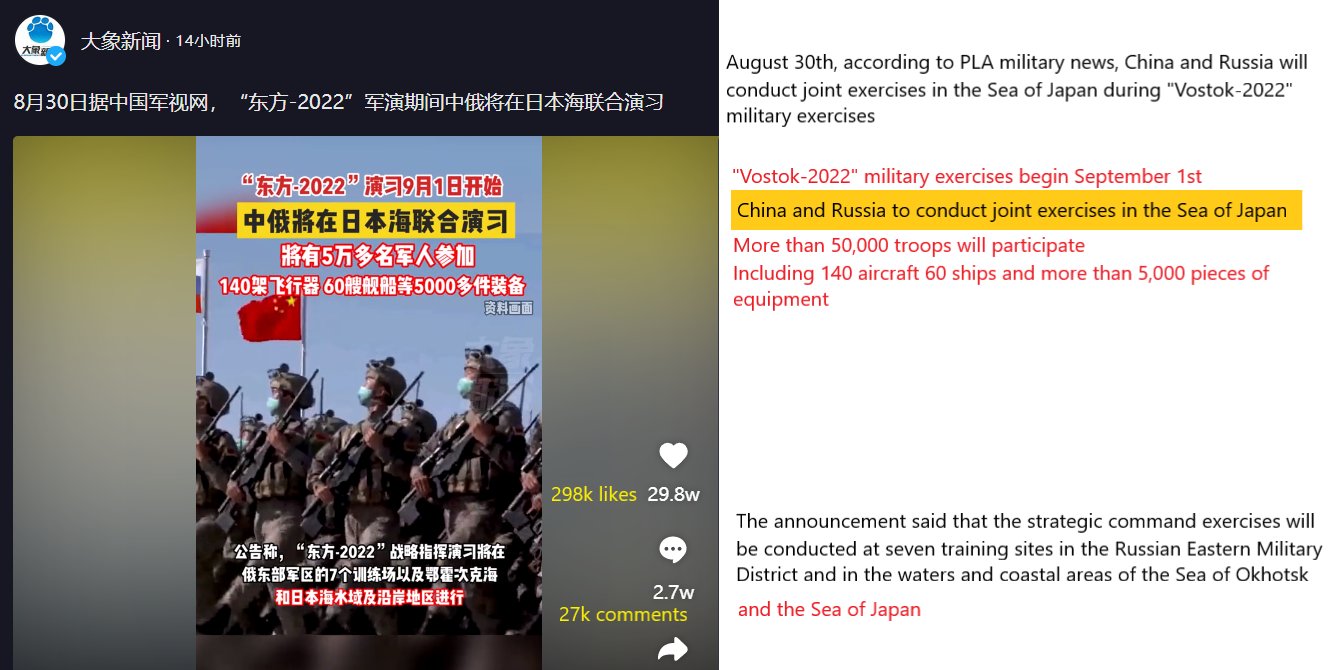 大象新闻 · 14小时前
8月30日据中国军视网，“东方-2022”军演期间中俄将在日本海联合演习
“东方-2022”演习9月1日开始
中俄将在日本海联合演习
将有5万多名军人参加
140架飞行器 60艘舰船等5000多件装备
资料画面
大象
298k likes 29.8w
2.7w
27k comments
公告称，“东方-2022”战略指挥演习将在
俄东部军区的7个训练场以及鄂霍次克海
和日本海水域及沿岸地区进行
August 30th, according to PLA military news, China and Russia will
conduct joint exercises in the Sea of Japan during "Vostok-2022"
military exercises
"Vostok-2022" military exercises begin September 1st
China and Russia to conduct joint exercises in the Sea of Japan
More than 50,000 troops will participate
Including 140 aircraft 60 ships and more than 5,000 pieces of
equipment
The announcement said that the strategic command exercises will
be conducted at seven training sites in the Russian Eastern Military
District and in the waters and coastal areas of the Sea of Okhotsk
and the Sea of Japan